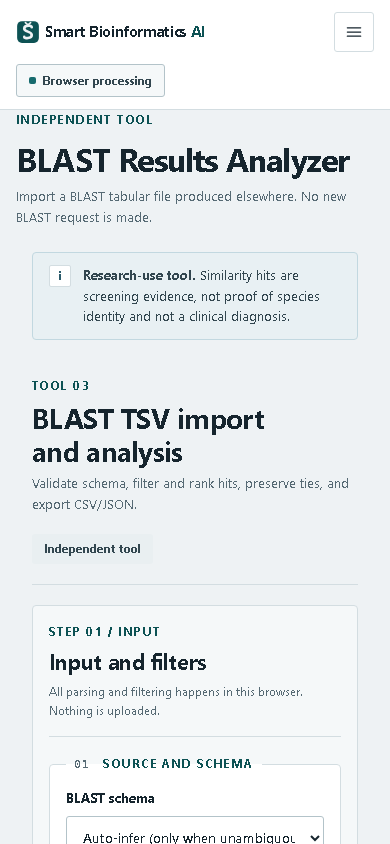 Š Smart Bioinformatics AI
Browser processing
INDEPENDENT TOOL
BLAST Results Analyzer
Import a BLAST tabular file produced elsewhere. No new
BLAST request is made.
i
Research-use tool. Similarity hits are
screening evidence, not proof of species
identity and not a clinical diagnosis.
TOOL 03
BLAST TSV import
and analysis
Validate schema, filter and rank hits, preserve ties, and
export CSV/JSON.
Independent tool
STEP 01 / INPUT
Input and filters
All parsing and filtering happens in this browser.
Nothing is uploaded.
01 SOURCE AND SCHEMA
BLAST schema
Auto-infer (only when unambiguou